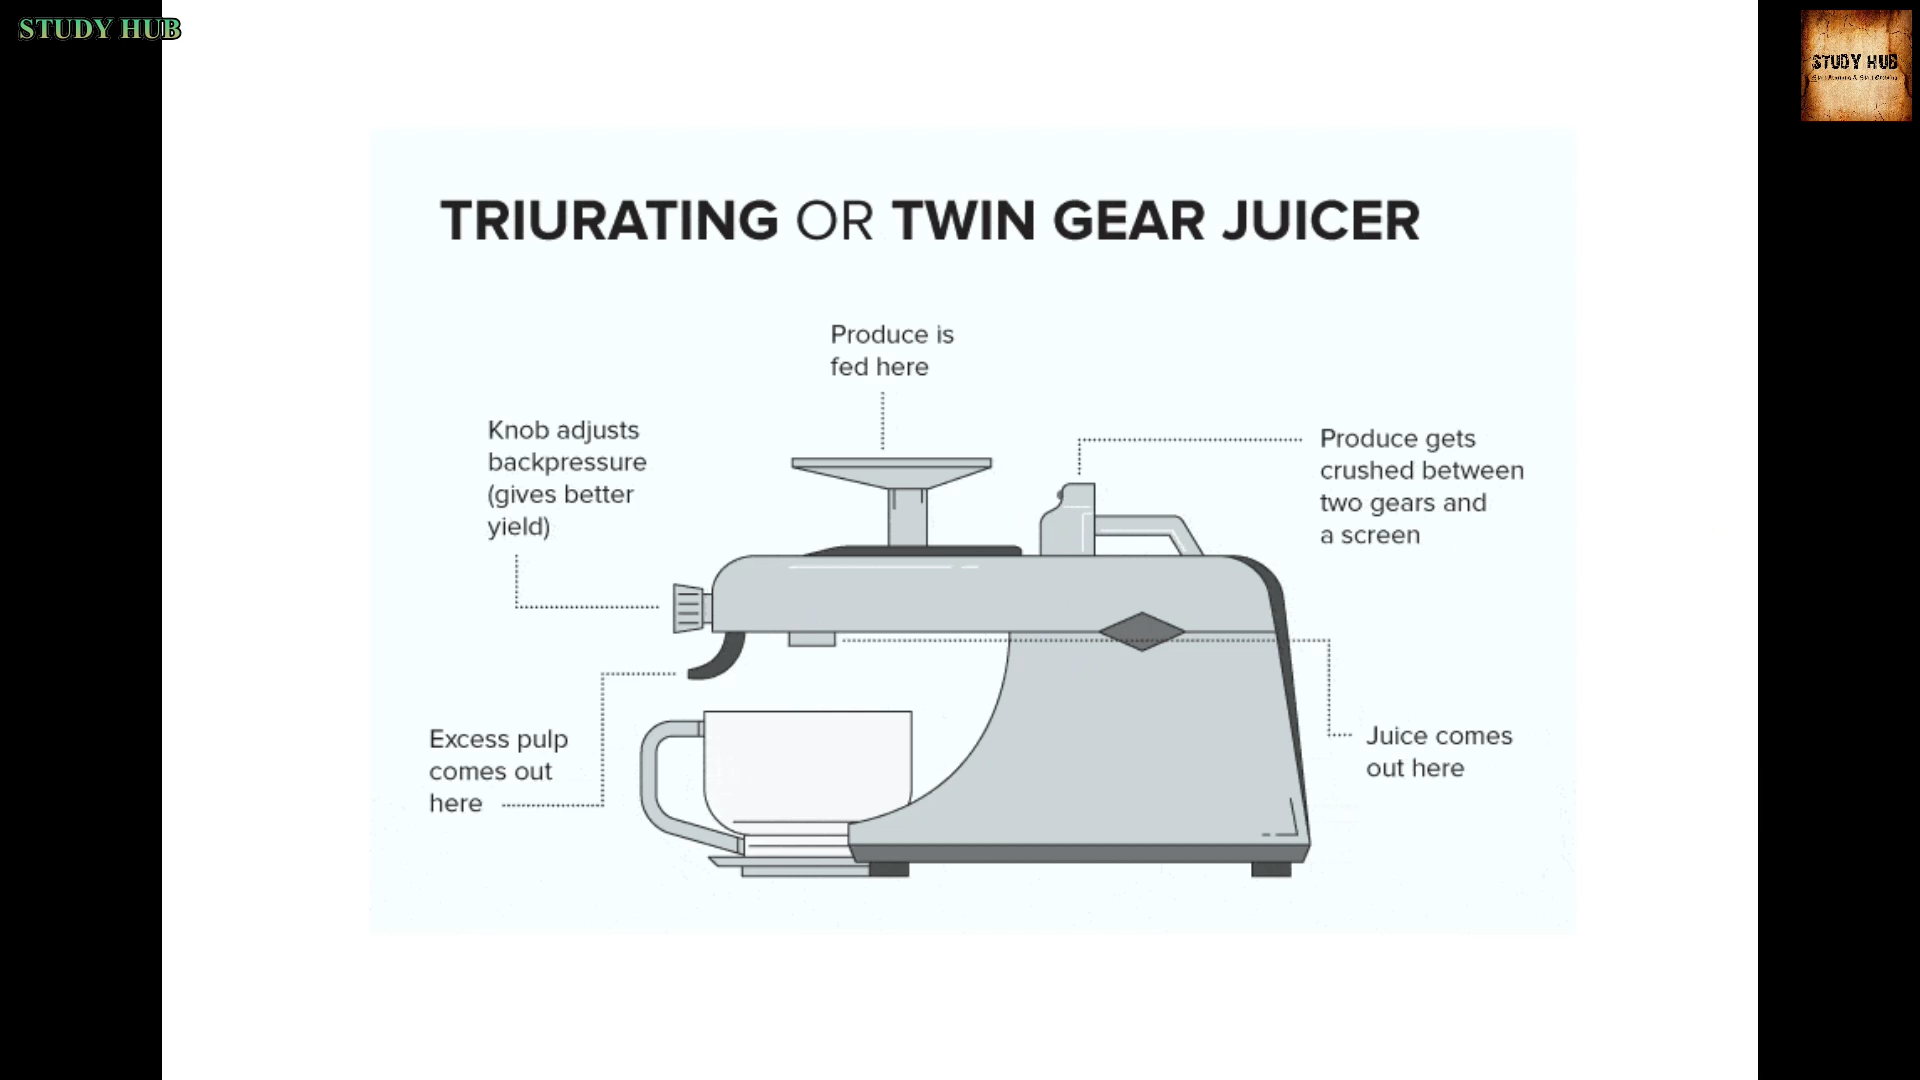 STUDY HUB
STUDY HUB
TRIURATING OR TWIN GEAR JUICER
Produce is
fed here
Knob adjusts
backpressure
(gives better
yield)
Produce gets
crushed between
two gears and
a screen
Excess pulp
comes out
here
Juice comes
out here